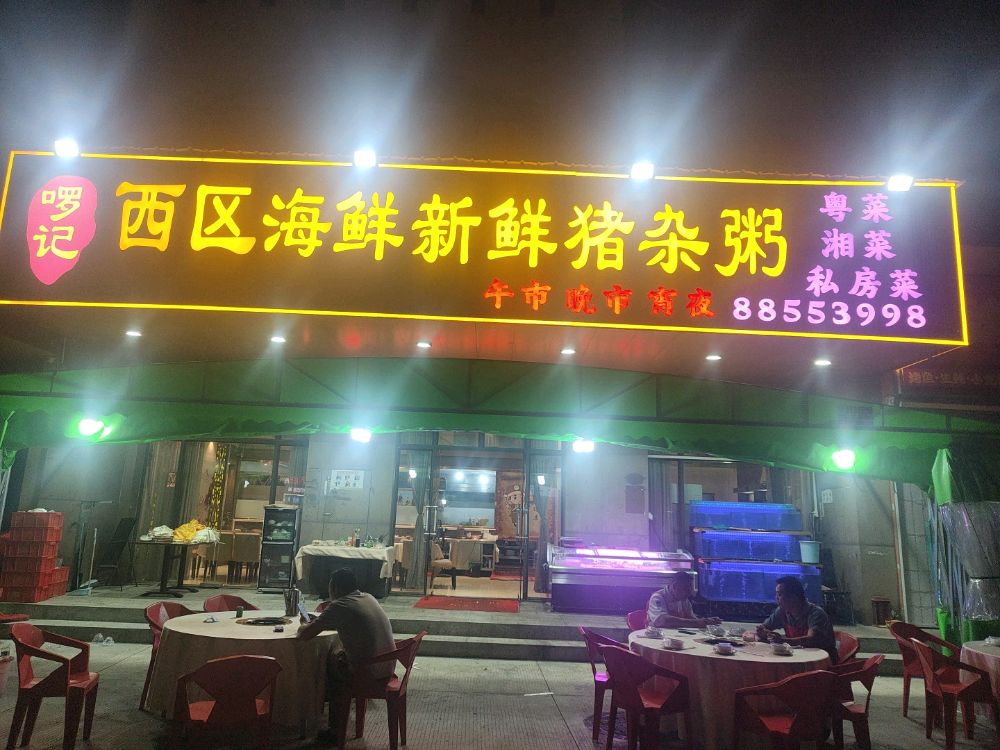 啰记
西区海鲜新鲜猪杂粥
粤菜
湘菜
私房菜
午市 晚市 宵夜
88553998